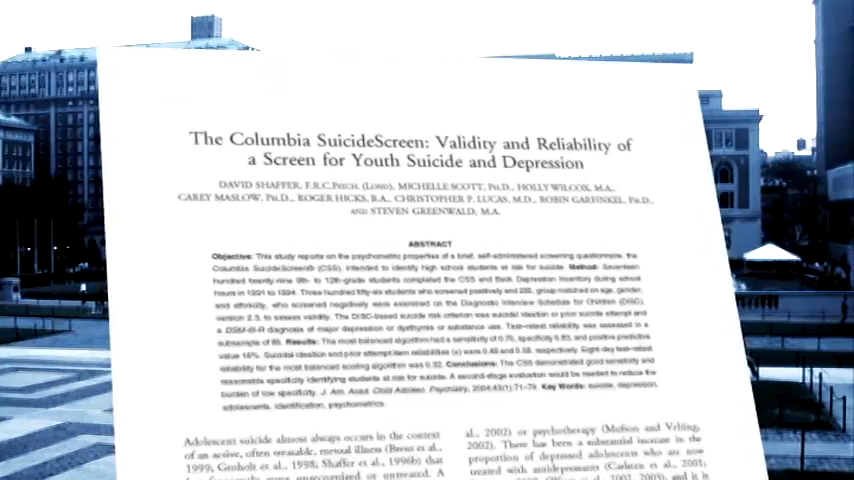 The Columbia SuicideScreen: Validity and Reliability of
a Screen for Youth Suicide and Depression
DAVID SHAFFER, F.R.C.PSYCH. (LOND), MICHELLE SCOTT, PH.D., HOLLY WILCOX, M.A.,
CAREY MASLOW, PH.D., ROGER HICKS, B.A., CHRISTOPHER P. LUCAS, M.D., ROBIN GARFINKEL, PH.D.,
AND STEVEN GREENWALD, M.A.
ABSTRACT
Objective: This study reports on the psychometric properties of a brief, self-administered screening questionnaire, the
Columbia SuicideScreen® (CSS), intended to identify high school students at risk for suicide. Method: Seventeen
hundred twenty-nine 9th- to 12th-grade students completed the CSS and Beck Depression Inventory during school
hours in 1991 to 1994. Three hundred fifty-six students who screened positively and 252, group matched on age, gender,
and ethnicity, who screened negatively were examined on the Diagnostic Interview Schedule for Children (DISC)
version 2.3, to assess validity. The DISC-based suicide risk criterion was suicidal ideation or prior suicide attempt and
a DSM-III-R diagnosis of major depression or dysthymia or substance use. Test-retest reliability was assessed in a
subsample of 85. Results: The most balanced algorithm had a sensitivity of 0.75, specificity 0.83, and positive predictive
value 16%. Suicidal ideation and prior attempt item reliabilities (κ) were 0.48 and 0.58, respectively. Eight-day test-retest
reliability for the most balanced scoring algorithm was 0.32. Conclusions: The CSS demonstrated good sensitivity and
reasonable specificity identifying students at risk for suicide. A second-stage evaluation would be needed to reduce the
burden of low specificity. J. Am. Acad. Child Adolesc. Psychiatry, 2004;43(1):71–79. Key Words: suicide, depression,
adolescents, identification, psychometrics.
Adolescent suicide almost always occurs in the context
of an active, often treatable, mental illness (Brent et al.,
1999; Groholt et al., 1998; Shaffer et al., 1996b) that
unrecognized or untreated. A
al., 2002) or psychotherapy (Mufson and Velting,
2002). There has been a substantial increase in the
proportion of depressed adolescents who are now
treated with antidepressants
and it is